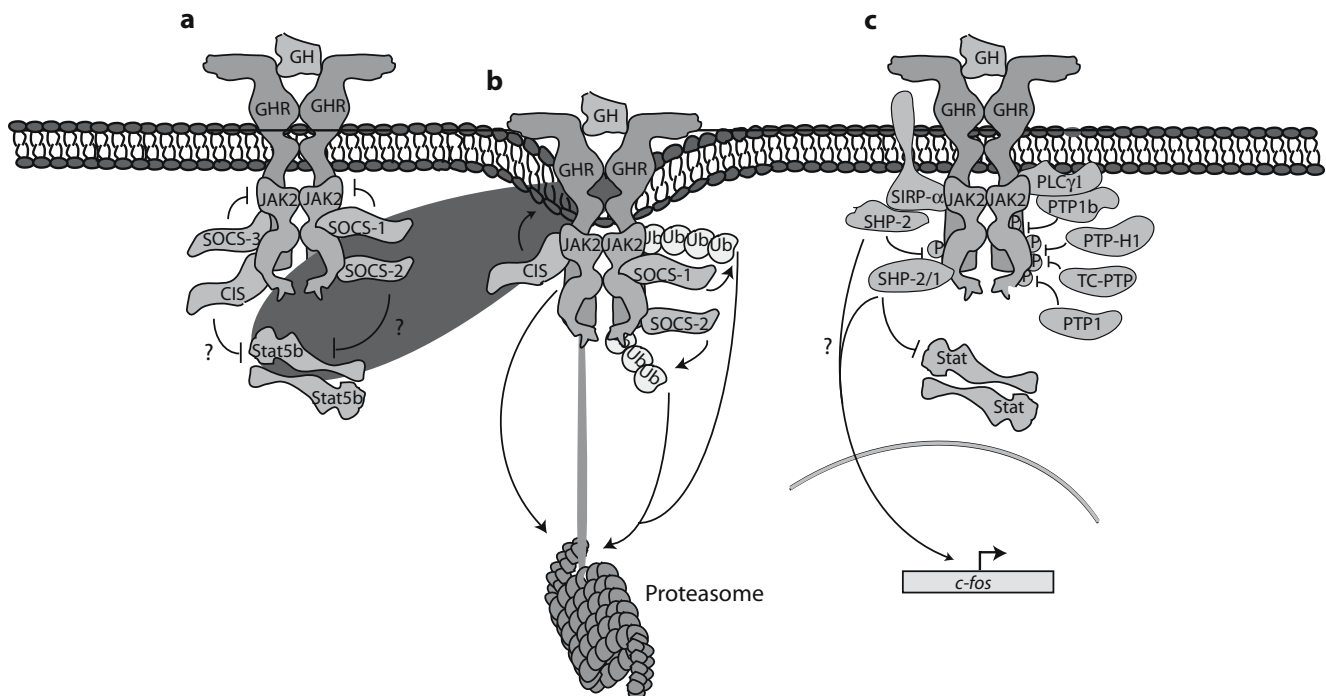 a
GH
GHR
GHR
JAK2
JAK2
SOCS-3
SOCS-1
CIS
SOCS-2
?
?
Stat5b
Stat5b
b
GH
GHR
GHR
JAK2
JAK2
Ub
Ub
Ub
Ub
CIS
SOCS-1
SOCS-2
Ub
Ub
Proteasome
c
GH
GHR
GHR
PLCγ1
SIRP-α
JAK2
JAK2
PTP1b
SHP-2
P
P
P
PTP-H1
P
SHP-2/1
P
TC-PTP
PTP1
?
Stat
Stat
c-fos